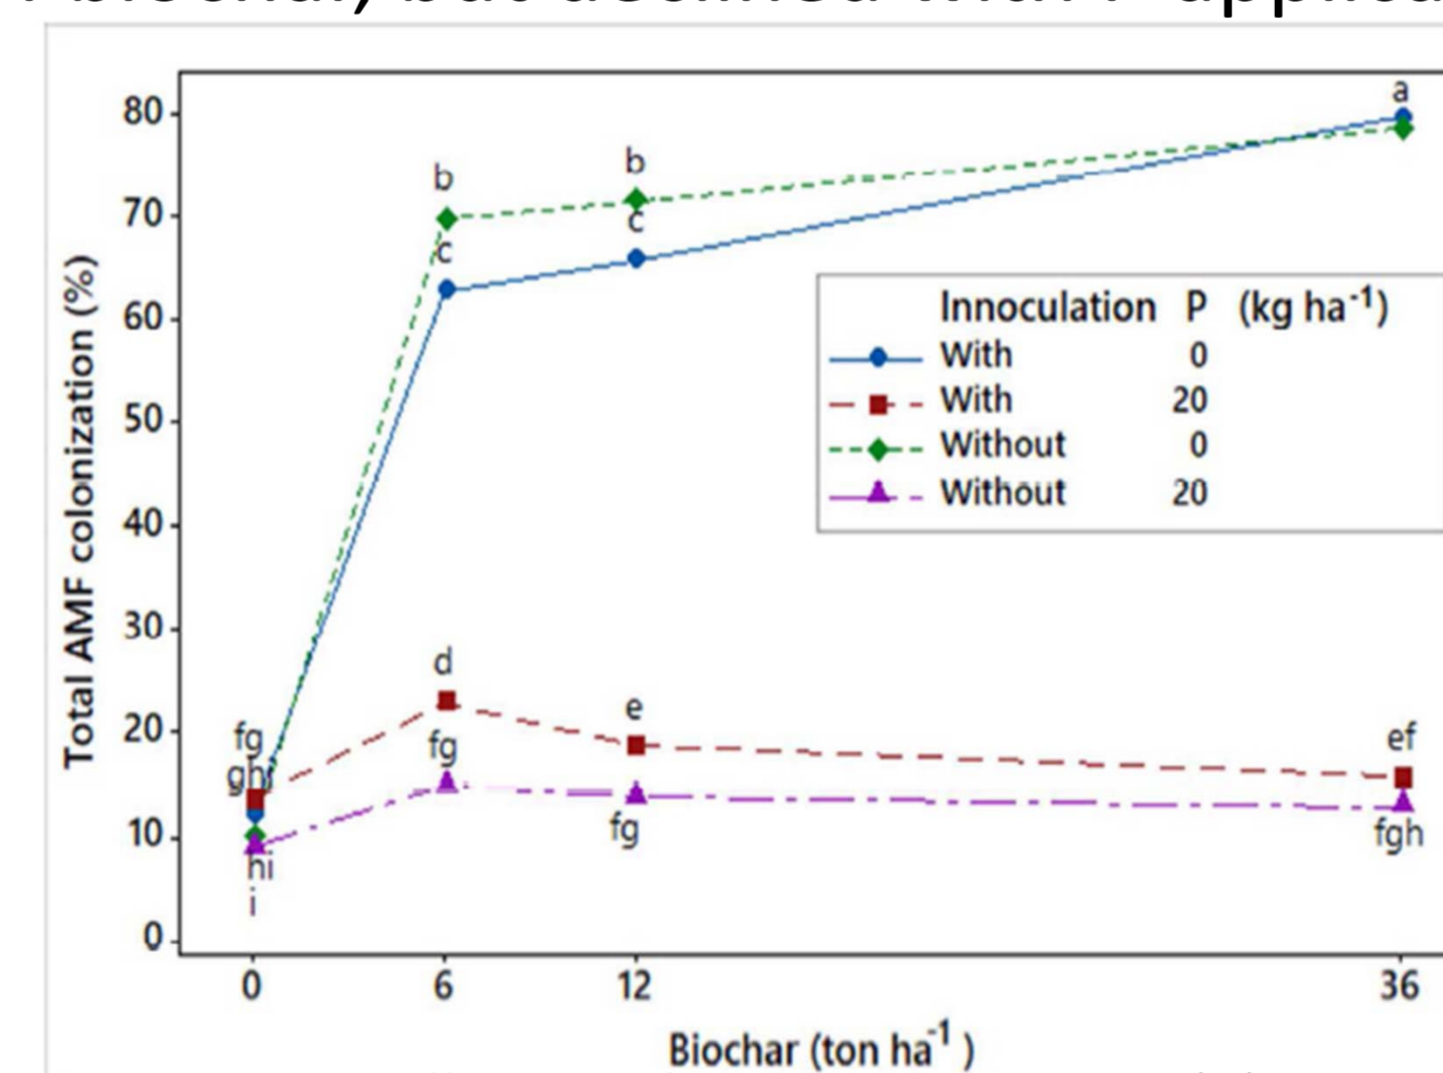 80
70
60
50
40
30
20
10
0
Total AMF colonization (%)
a
b
b
c
c
Innoculation P (kg ha-1)
With 0
With 20
Without 0
Without 20
d
e
ef
fg
fg
ghi
fg
fgh
hi
i
0 6 12 36
Biochar (ton ha-1 )